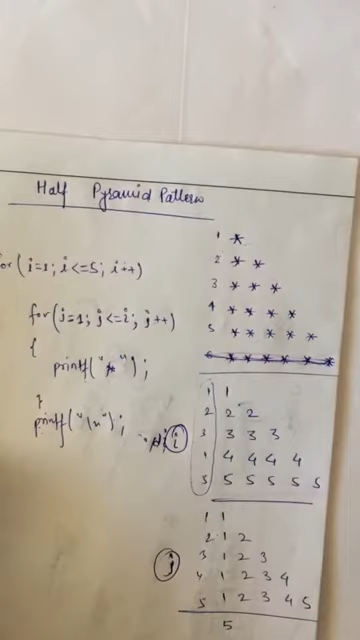 Half Pyramid Pattern
for(i=1; i<=5; i++)
for(j=1; j<=i; j++)
{
printf("*");
}
printf("\n");
1 *
2 * *
3 * * *
4 * * * *
5 * * * * *
6 * * * * * *
i
1 1
2 2 2
3 3 3 3
4 4 4 4
5 5 5 5 5 5
j
1 1
2 1 2
3 1 2 3
4 1 2 3 4
5 1 2 3 4 5
5